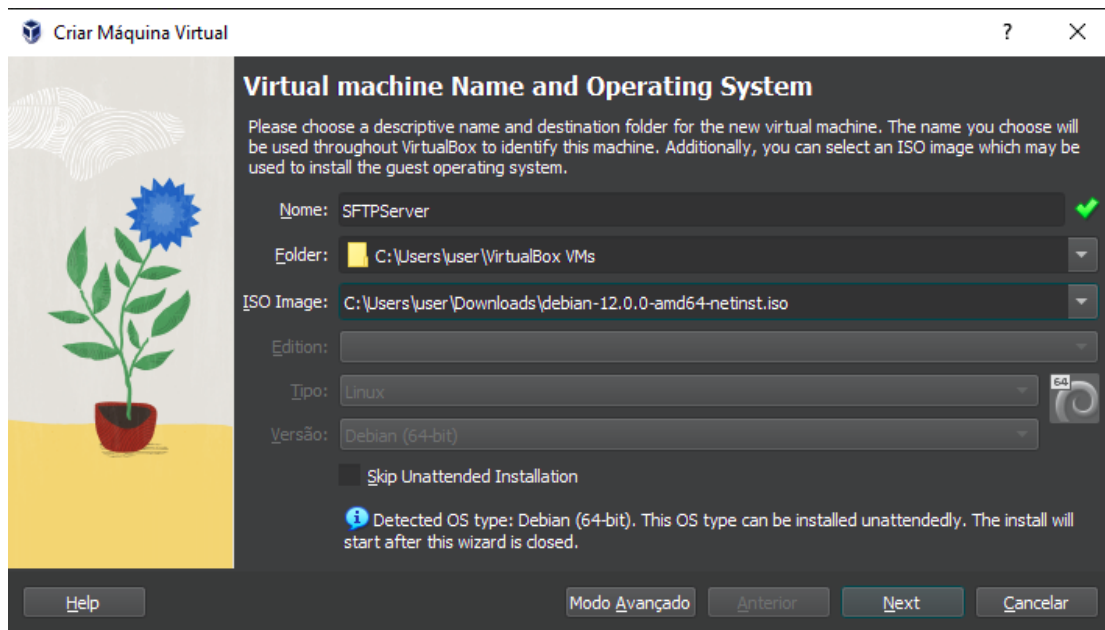 Criar Máquina Virtual
?
Virtual machine Name and Operating System
Please choose a descriptive name and destination folder for the new virtual machine. The name you choose will
be used throughout VirtualBox to identify this machine. Additionally, you can select an ISO image which may be
used to install the guest operating system.
Nome: SFTPServer
Folder: C:\Users\user\VirtualBox VMs
ISO Image: C:\Users\user\Downloads\debian-12.0.0-amd64-netinst.iso
Edition:
Tipo: Linux
64
Versão: Debian (64-bit)
Skip Unattended Installation
Detected OS type: Debian (64-bit). This OS type can be installed unattendedly. The install will
start after this wizard is closed.
Help Modo Avançado Anterior Next Cancelar